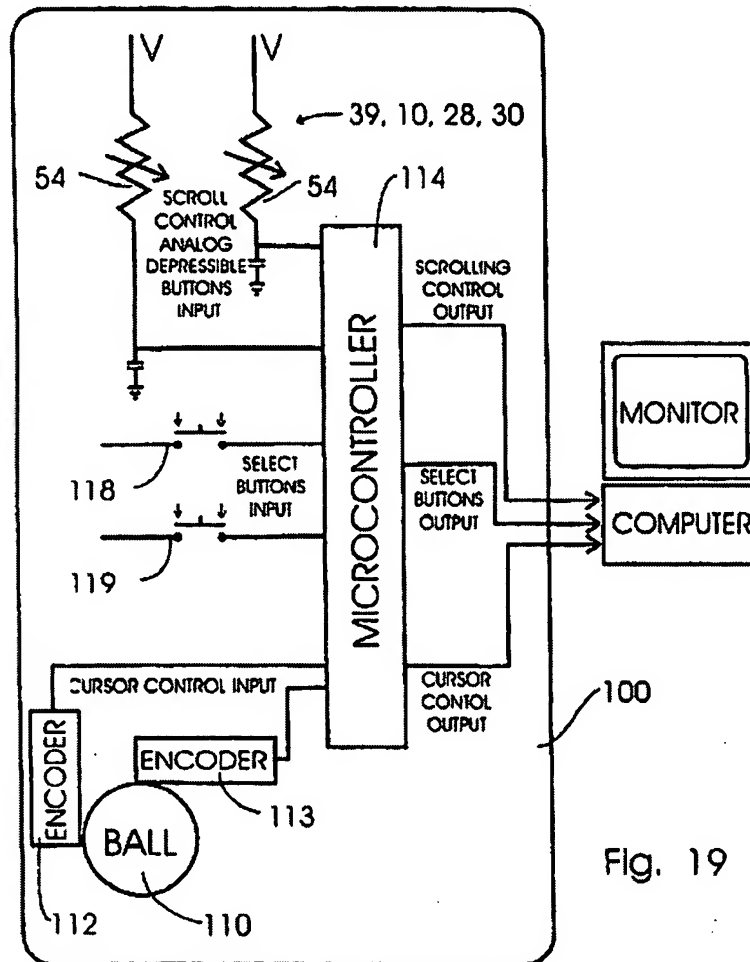 V
V
39, 10, 28, 30
54
54
SCROLL
CONTROL
ANALOG
DEPRESSIBLE
BUTTONS
INPUT
114
SCROLLING
CONTROL
OUTPUT
MICROCONTROLLER
MONITOR
COMPUTER
118
SELECT
BUTTONS
INPUT
SELECT
BUTTONS
OUTPUT
119
CURSOR CONTROL INPUT
CURSOR
CONTOL
OUTPUT
100
ENCODER
ENCODER
113
BALL
112
110
Fig. 19